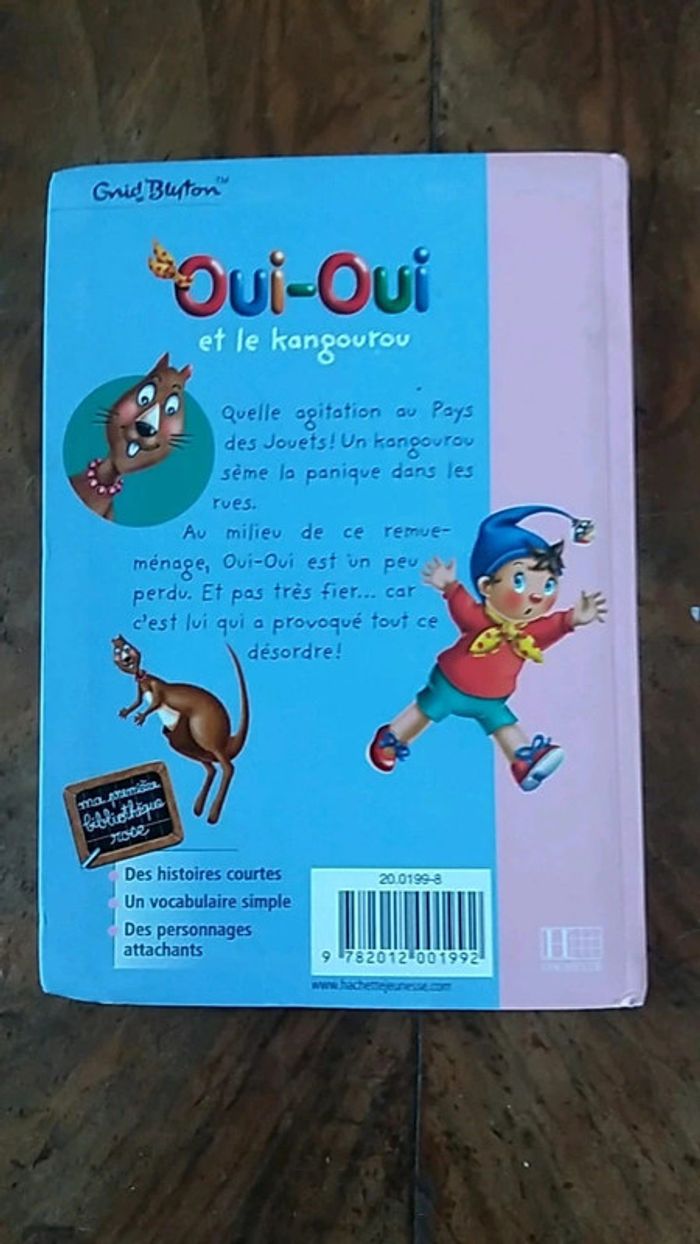 Enid Blyton™
Oui-Oui
et le kangourou
Quelle agitation au Pays
des Jouets! Un kangourou
sème la panique dans les
rues.
Au milieu de ce remue-
ménage, Oui-Oui est un peu
perdu. Et pas très fier... car
c'est lui qui a provoqué tout ce
désordre!
ma première
bibliothèque
rose
Des histoires courtes
Un vocabulaire simple
Des personnages
attachants
20.0199-8
9 782012 001992
www.hachettejeunesse.com
H